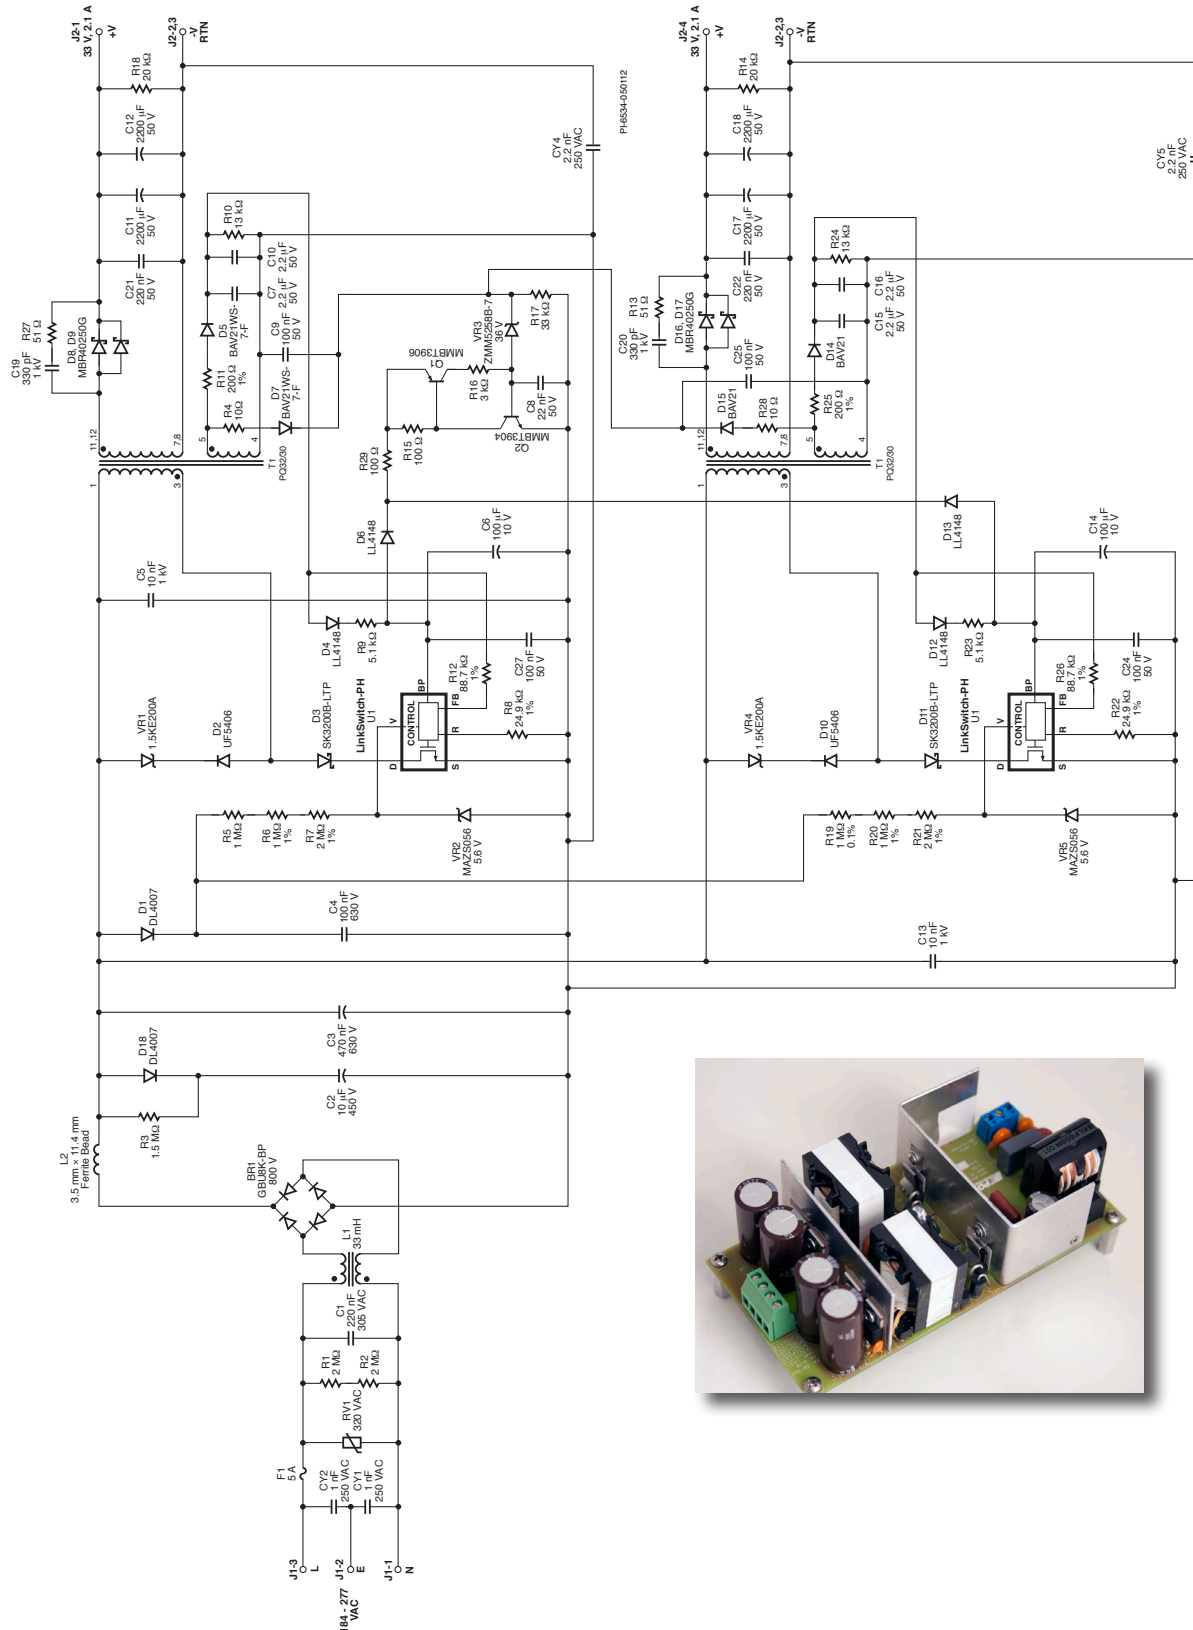 J2-1
33 V, 2.1 A
+V
J2-2,3
-V
RTN
R18
20 kΩ
C12
2200 µF
50 V
C11
2200 µF
50 V
C21
220 nF
50 V
R27
51 Ω
C19
330 pF
1 kV
D8, D9
MBR40250G
R10
13 kΩ
C10
2.2 µF
50 V
C7
2.2 µF
50 V
D5
BAV21WS-
7-F
R11
200 Ω
1%
R4
10Ω
D7
BAV21WS-
7-F
C9
100 nF
50 V
11,12
7,8
5
4
1
3
T1
PQ32/30
CY4
2.2 nF
250 VAC
PI-6534-050112
VR3
ZMM5258B-7
36 V
R17
33 kΩ
Q1
MMBT3906
R16
3 kΩ
C8
22 nF
50 V
Q2
MMBT3904
R15
100 Ω
R29
100 Ω
D6
LL4148
C6
100 µF
10 V
C5
10 nF
1 kV
D4
LL4148
R9
5.1 kΩ
R12
88.7 kΩ
1%
C27
100 nF
50 V
R8
24.9 kΩ
1%
VR1
1.5KE200A
D2
UF5406
D3
SK3200B-LTP
LinkSwitch-PH
U1
CONTROL
D
S
V
BP
FB
R
R5
1 MΩ
1%
R6
1 MΩ
1%
R7
2 MΩ
1%
VR2
MAZS056
5.6 V
D1
DL4007
C4
100 nF
630 V
C3
470 nF
630 V
D18
DL4007
C2
10 µF
450 V
R3
1.5 MΩ
L2
3.5 mm × 11.4 mm
Ferrite Bead
BR1
GBU8K-BP
800 V
L1
33 mH
C1
220 nF
305 VAC
R1
2 MΩ
R2
2 MΩ
RV1
320 VAC
F1
5 A
CY2
1 nF
250 VAC
CY1
1 nF
250 VAC
J1-3
L
J1-2
E
J1-1
N
184 - 277
VAC
J2-4
33 V, 2.1 A
+V
J2-2,3
-V
RTN
R14
20 kΩ
C18
2200 µF
50 V
C17
2200 µF
50 V
C22
220 nF
50 V
R13
51 Ω
C20
330 pF
1 kV
D16, D17
MBR40250G
C25
100 nF
50 V
R24
13 kΩ
C16
2.2 µF
50 V
C15
2.2 µF
50 V
D14
BAV21
R25
200 Ω
1%
D15
BAV21
R28
10 Ω
11,12
7,8
5
4
1
3
T1
PQ32/30
CY5
2.2 nF
250 VAC
D13
LL4148
C14
100 µF
10 V
D12
LL4148
R23
5.1 kΩ
R26
88.7 kΩ
1%
C24
100 nF
50 V
R22
24.9 kΩ
1%
VR4
1.5KE200A
D10
UF5406
D11
SK3200B-LTP
LinkSwitch-PH
U1
CONTROL
D
S
V
BP
FB
R
R19
1 MΩ
0.1%
R20
1 MΩ
1%
R21
2 MΩ
1%
VR5
MAZS056
5.6 V
C13
10 nF
1 kV